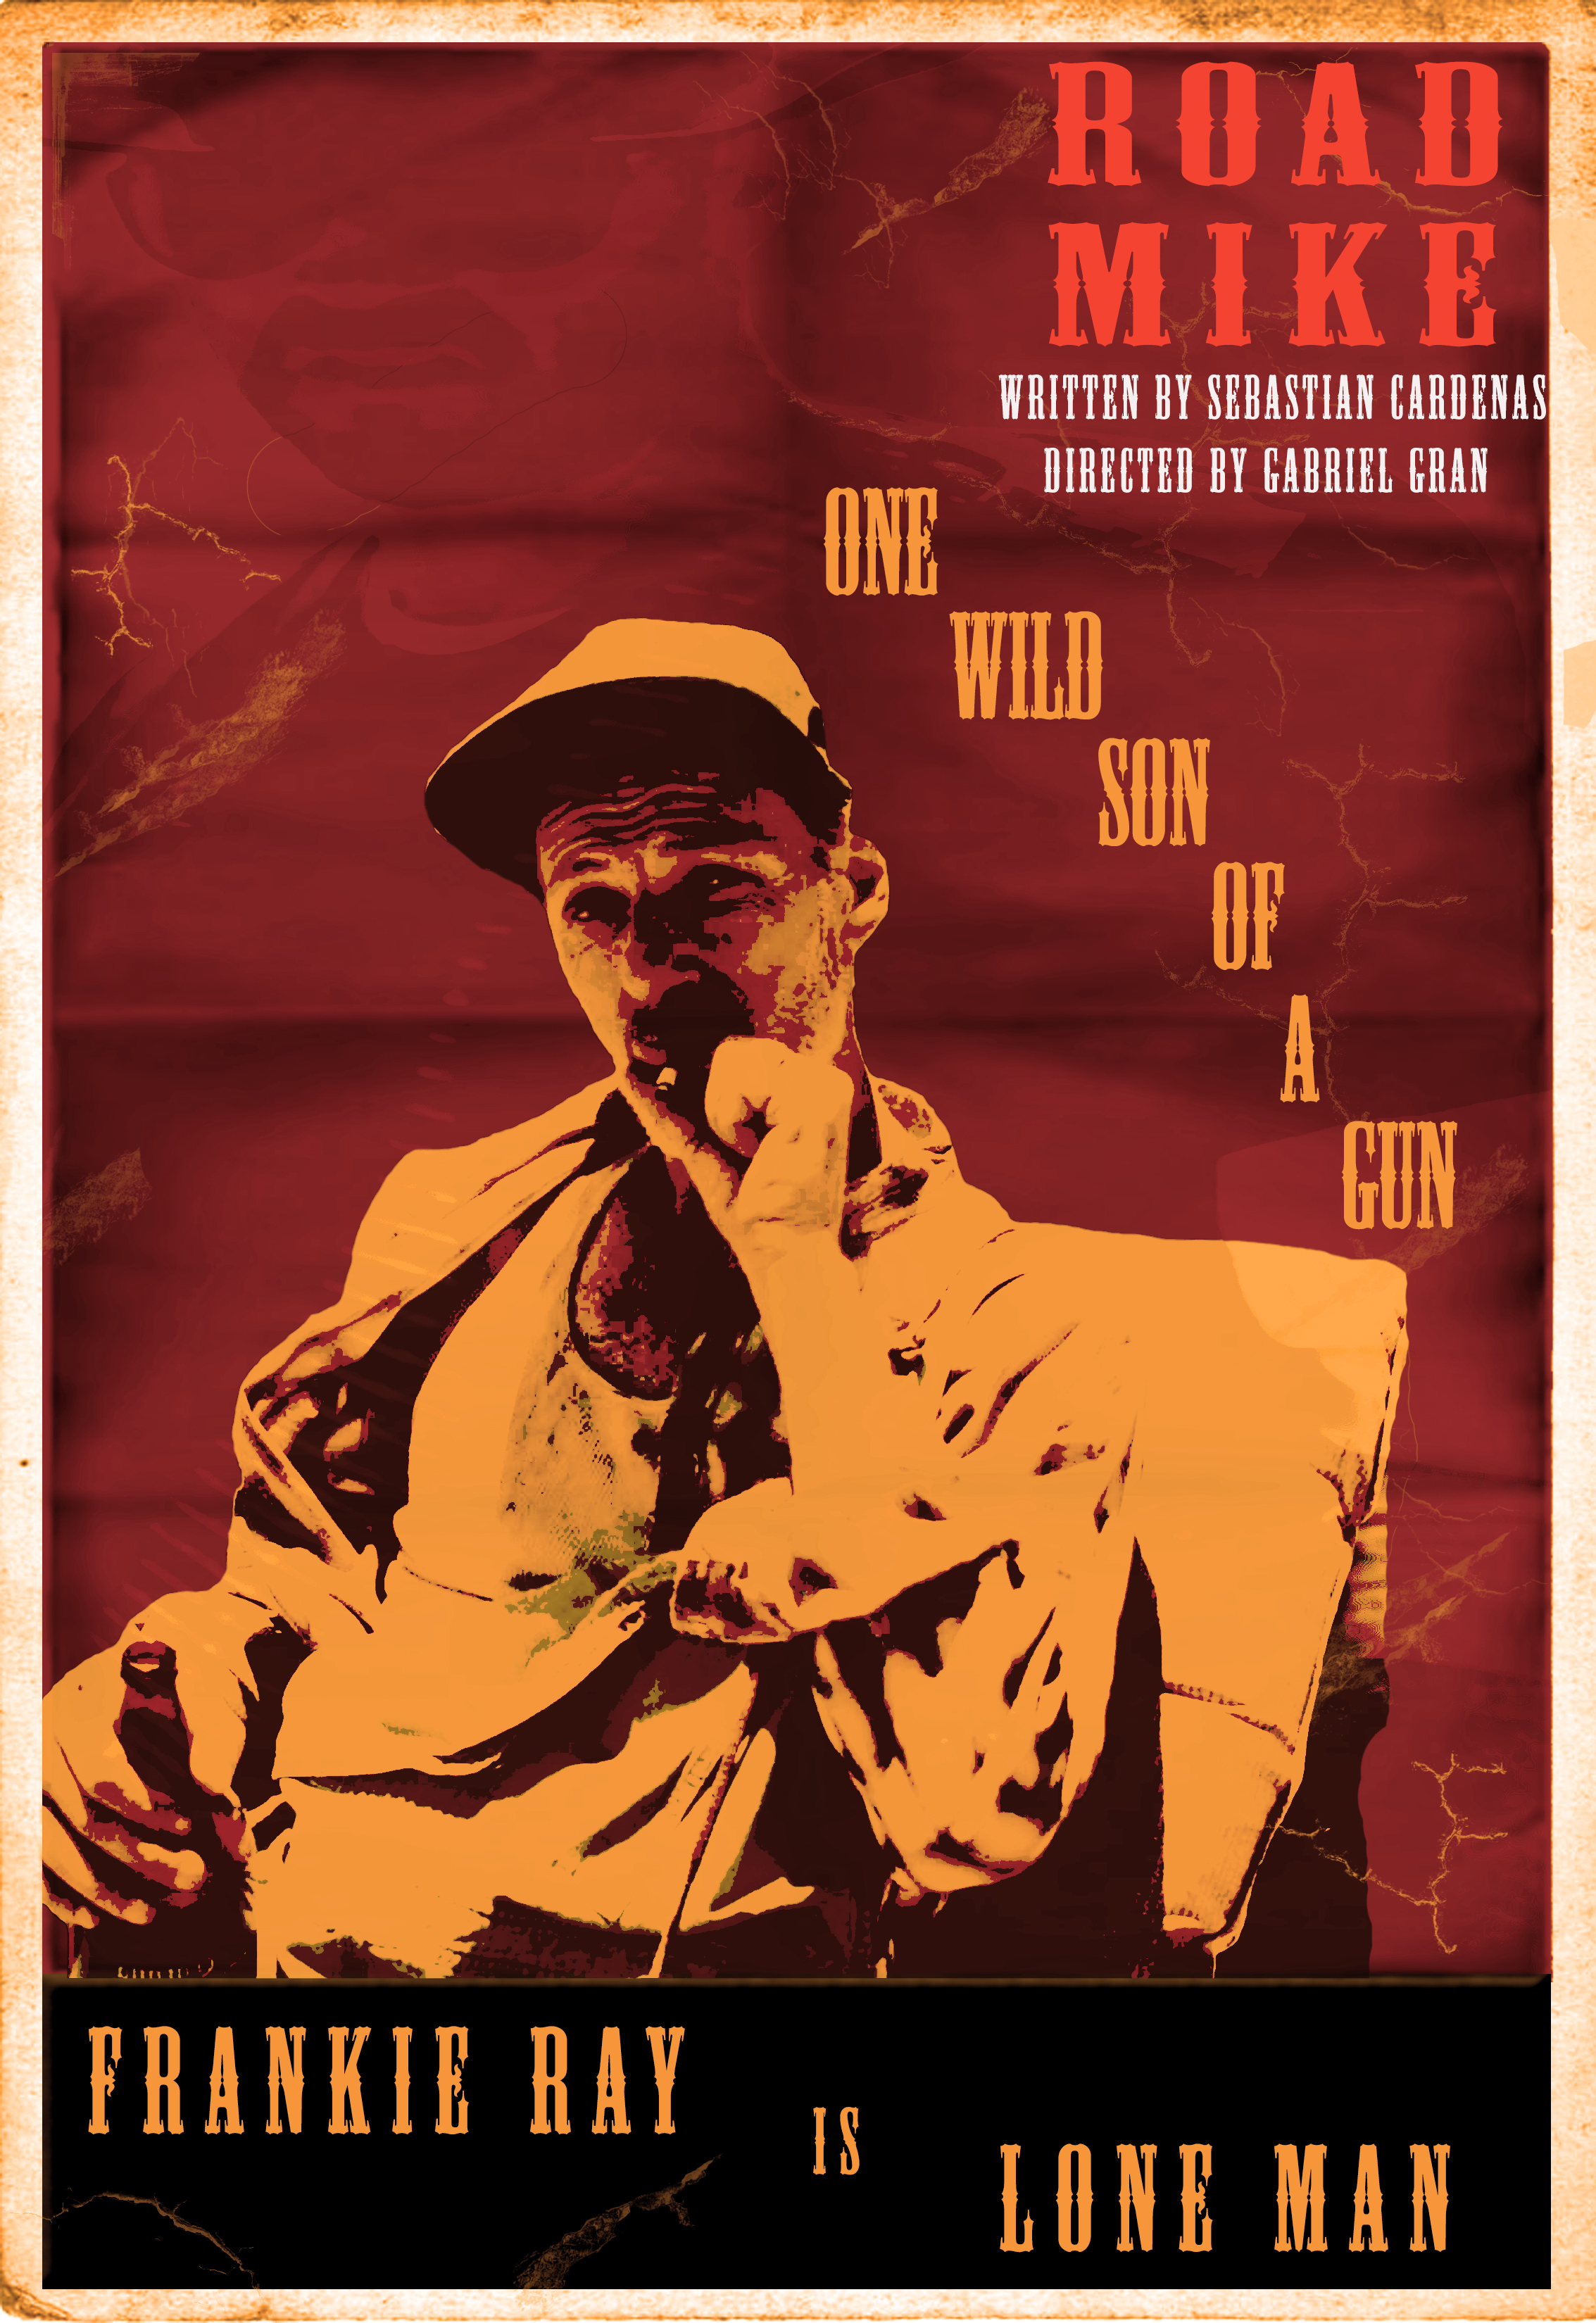 ROAD
MIKE
WRITTEN BY SEBASTIAN CARDENAS
DIRECTED BY GABRIEL GRAN
ONE
WILD
SON
OF
A
GUN
FRANKIE RAY
IS
LONE MAN